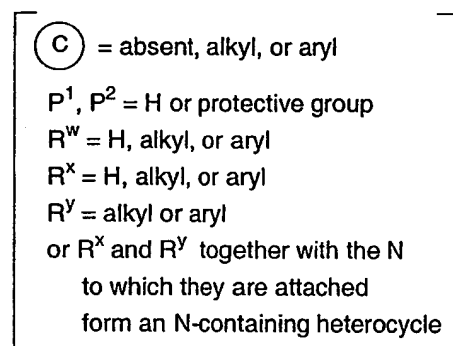 C = absent, alkyl, or aryl
P¹, P² = H or protective group
Rʷ = H, alkyl, or aryl
Rˣ = H, alkyl, or aryl
Rʸ = alkyl or aryl
or Rˣ and Rʸ together with the N
to which they are attached
form an N-containing heterocycle